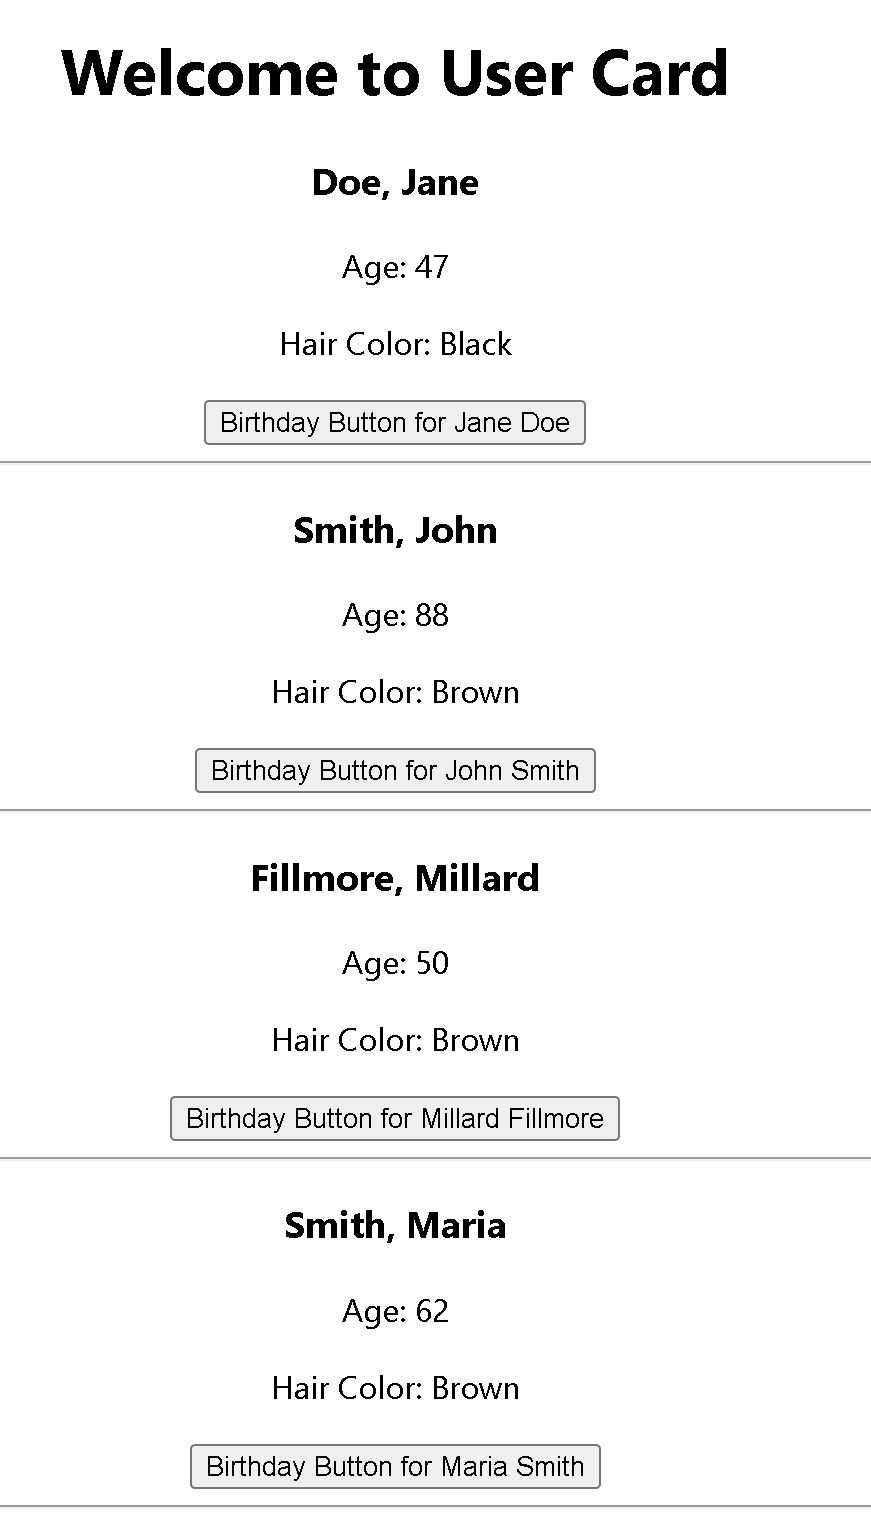 Welcome to User Card
Doe, Jane
Age: 47
Hair Color: Black
Birthday Button for Jane Doe
Smith, John
Age: 88
Hair Color: Brown
Birthday Button for John Smith
Fillmore, Millard
Age: 50
Hair Color: Brown
Birthday Button for Millard Fillmore
Smith, Maria
Age: 62
Hair Color: Brown
Birthday Button for Maria Smith